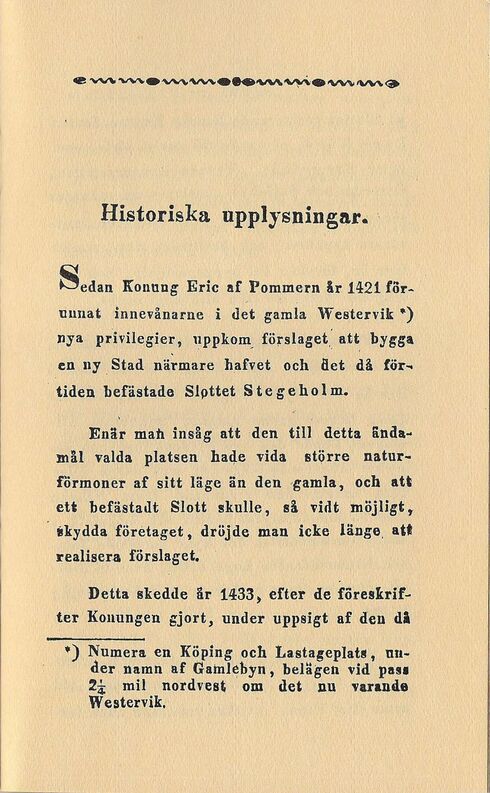 Historiska upplysningar.
Sedan Konung Eric af Pommern år 1421 för-
unnat innevånarne i det gamla Westervik *)
nya privilegier, uppkom förslaget att bygga
en ny Stad närmare hafvet och det då för-
tiden befästade Slottet Stegeholm.
Enär man insåg att den till detta ända-
mål valda platsen hade vida större natur-
förmoner af sitt läge än den gamla, och att
ett befästadt Slott skulle, så vidt möjligt,
skydda företaget, dröjde man icke länge att
realisera förslaget.
Detta skedde år 1433, efter de föreskrif-
ter Konungen gjort, under uppsigt af den då
*) Numera en Köping och Lastageplats, un-
der namn af Gamlebyn, belägen vid pass
2¼ mil nordvest om det nu varande
Westervik.